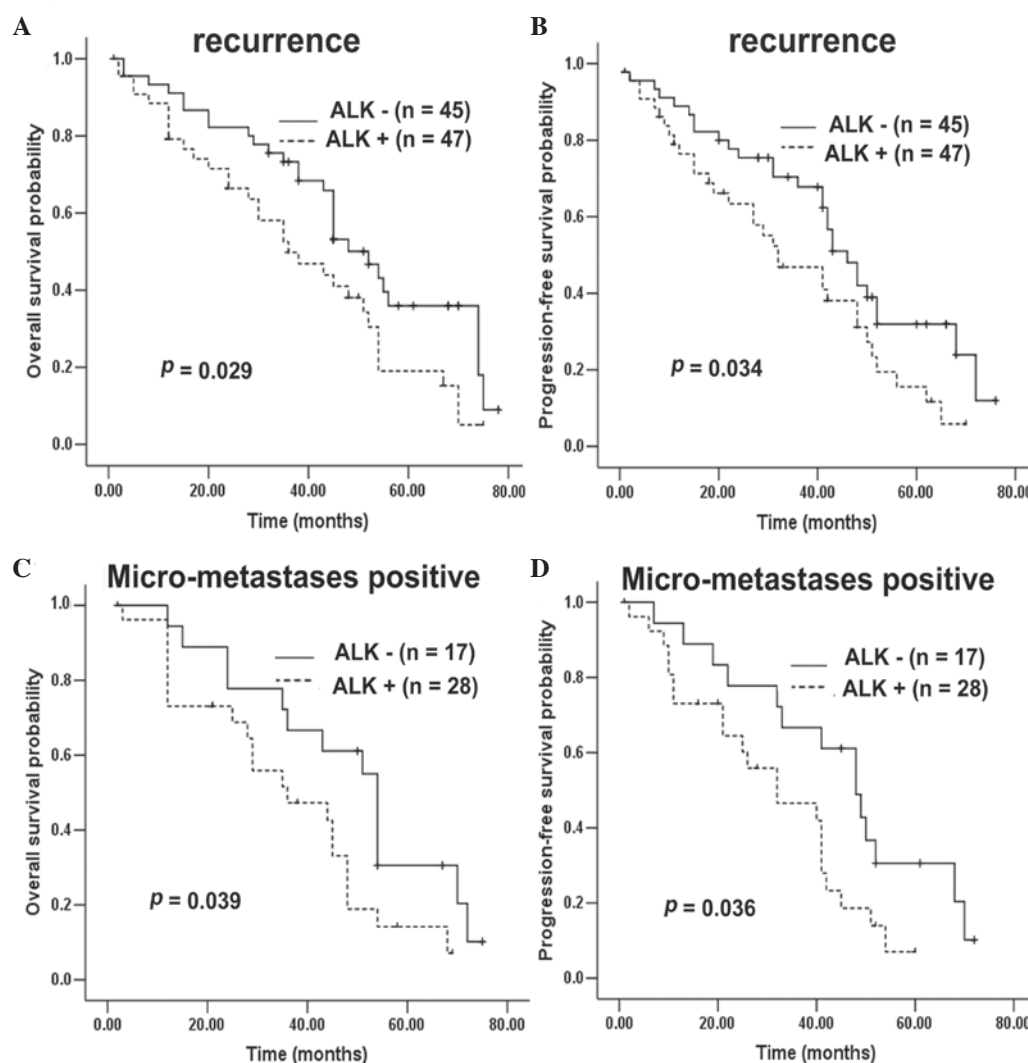 A
recurrence
Overall survival probability
1.0
0.8
0.6
0.4
0.2
0.0
ALK - (n = 45)
ALK + (n = 47)
p = 0.029
0.00 20.00 40.00 60.00 80.00
Time (months)
B
recurrence
Progression-free survival probability
1.0
0.8
0.6
0.4
0.2
0.0
ALK - (n = 45)
ALK + (n = 47)
p = 0.034
0.00 20.00 40.00 60.00 80.00
Time (months)
C
Micro-metastases positive
Overall survival probability
1.0
0.8
0.6
0.4
0.2
0.0
ALK - (n = 17)
ALK + (n = 28)
p = 0.039
0.00 20.00 40.00 60.00 80.00
Time (months)
D
Micro-metastases positive
Progression-free survival probability
1.0
0.8
0.6
0.4
0.2
0.0
ALK - (n = 17)
ALK + (n = 28)
p = 0.036
0.00 20.00 40.00 60.00 80.00
Time (months)